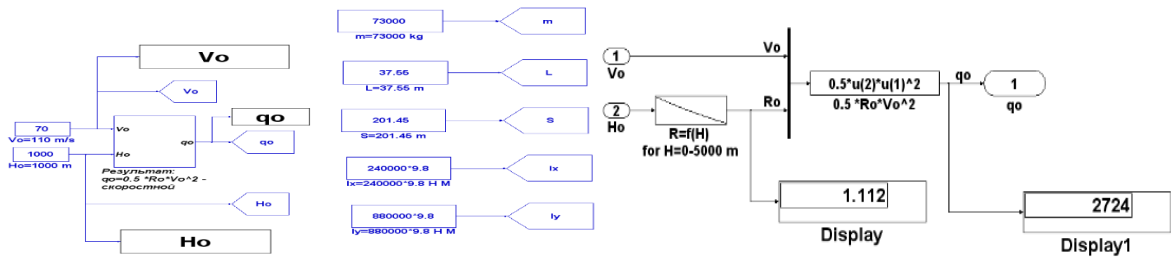 Vo
Vo
qo
qo
70
Vo=110 m/s
1000
Ho=1000 m
Vo
Ho
qo
Результат:
qo=0.5 *Ro*Vo^2 -
скоростной
Ho
Ho
73000
m=73000 kg
m
37.55
L=37.55 m
L
201.45
S=201.45 m
S
240000*9.8
Ix=240000*9.8 H M
Ix
880000*9.8
Iy=880000*9.8 H M
Iy
1
Vo
2
Ho
R=f(H)
for H=0-5000 m
Vo
Ro
0.5*u(2)*u(1)^2
0.5 *Ro*Vo^2
qo
1
qo
1.112
Display
2724
Display1